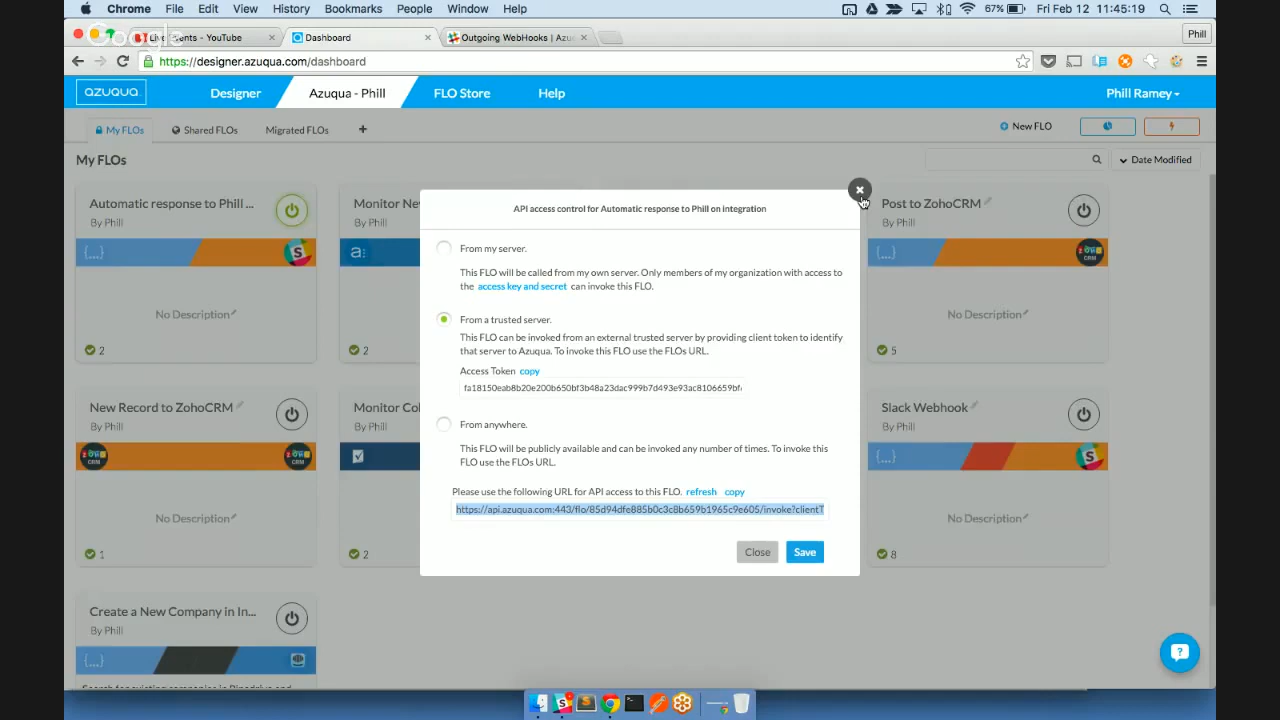 Chrome File Edit View History Bookmarks People Window Help 67% Fri Feb 12 11:45:19
Google
Events - YouTube Dashboard Outgoing WebHooks | Azu Phill
https://designer.azuqua.com/dashboard
azuqua Designer Azuqua - Phill FLO Store Help Phill Ramey
My FLOs Shared FLOs Migrated FLOs + New FLO
My FLOs Date Modified
Automatic response to Phill ...
By Phill
{...}
No Description
2
Monitor Ne
By Phill
a:
2
Post to ZohoCRM
By Phill
{...} CRM
No Description
5
New Record to ZohoCRM
By Phill
CRM CRM
No Description
1
Monitor Col
By Phill
2
Slack Webhook
By Phill
{...}
No Description
8
Create a New Company in In...
By Phill
{...}
API access control for Automatic response to Phill on integration
From my server.
This FLO will be called from my own server. Only members of my organization with access to
the access key and secret can invoke this FLO.
From a trusted server.
This FLO can be invoked from an external trusted server by providing client token to identify
that server to Azuqua. To invoke this FLO use the FLOs URL.
Access Token copy
fa18150eab8b20e200b650bf3b48a23dac999b7d493e93ac8106659bf
From anywhere.
This FLO will be publicly available and can be invoked any number of times. To invoke this
FLO use the FLOs URL.
Please use the following URL for API access to this FLO. refresh copy
https://api.azuqua.com:443/flo/85d94dfe885b0c3c8b659b1965c9e605/invoke?clientT
Close Save